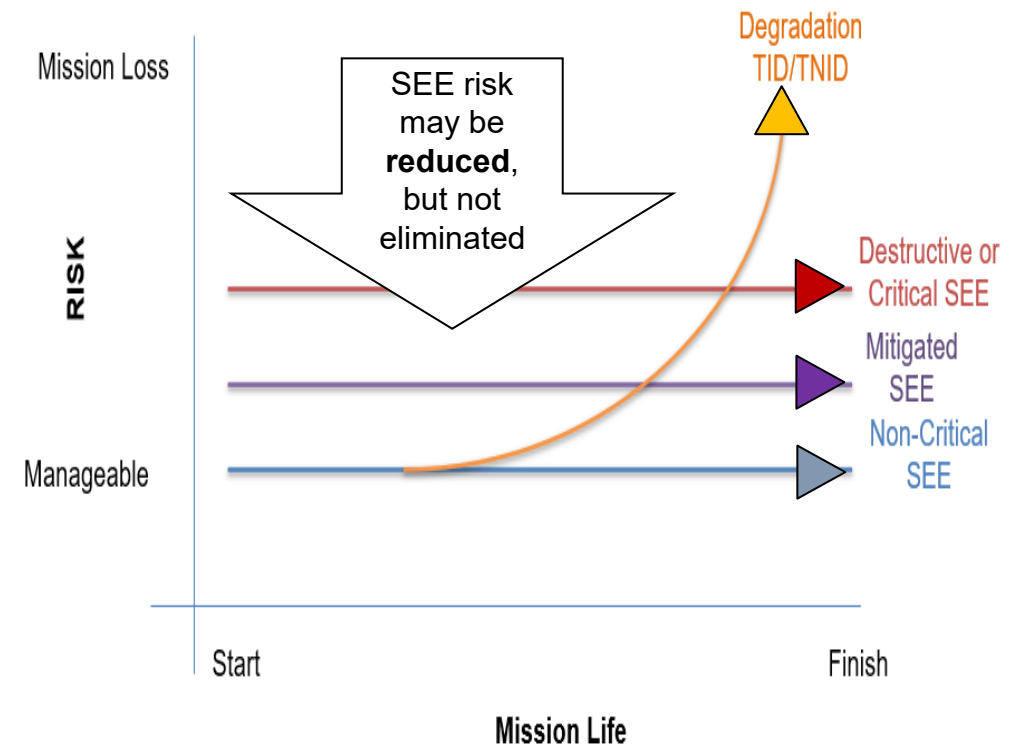 Degradation
TID/TNID
Mission Loss
SEE risk
may be
reduced,
but not
eliminated
RISK
Destructive or
Critical SEE
Mitigated
SEE
Non-Critical
SEE
Manageable
Start
Finish
Mission Life